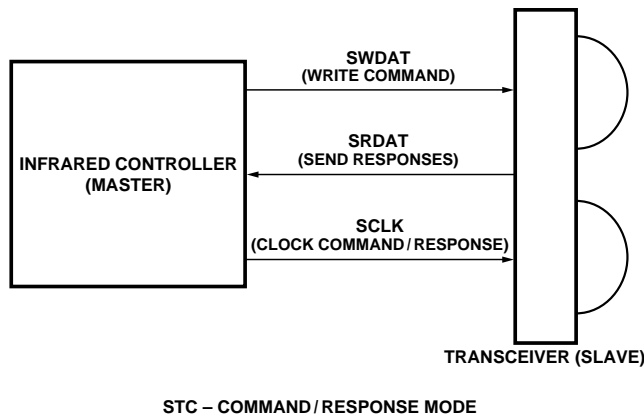 SWDAT
(WRITE COMMAND)
INFRARED CONTROLLER
(MASTER)
SRDAT
(SEND RESPONSES)
SCLK
(CLOCK COMMAND/RESPONSE)
TRANSCEIVER (SLAVE)
STC – COMMAND/RESPONSE MODE